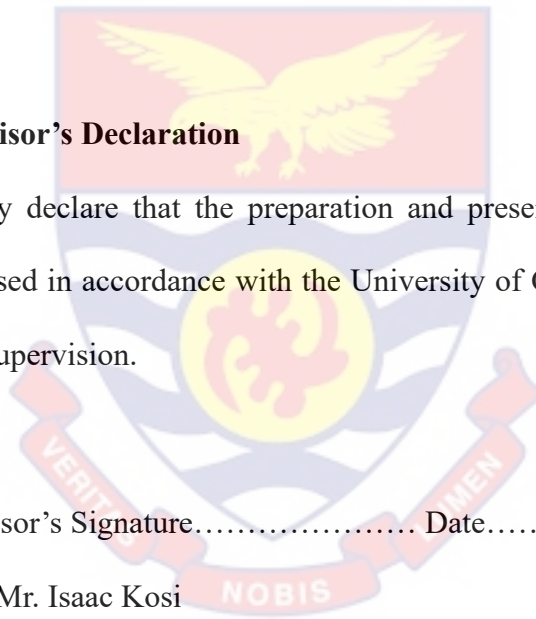 isor’s Declaration
y declare that the preparation and prese
sed in accordance with the University of
upervision.
isor’s Signature………………… Date……
Mr. Isaac Kosi
VERITAS NOBIS LUMEN